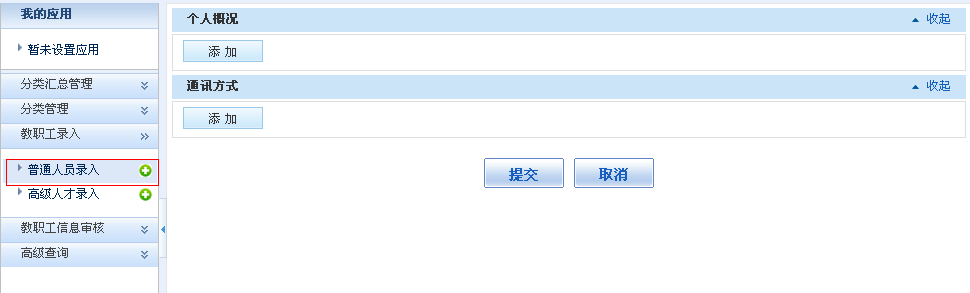 我的应用
暂未设置应用
分类汇总管理
分类管理
教职工录入
普通人员录入
高级人才录入
教职工信息审核
高级查询
个人概况 收起
添 加
通讯方式 收起
添 加
提交 取消